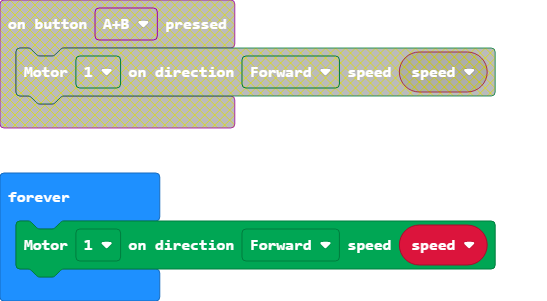 on button A+B pressed
Motor 1 on direction Forward speed speed
forever
Motor 1 on direction Forward speed speed